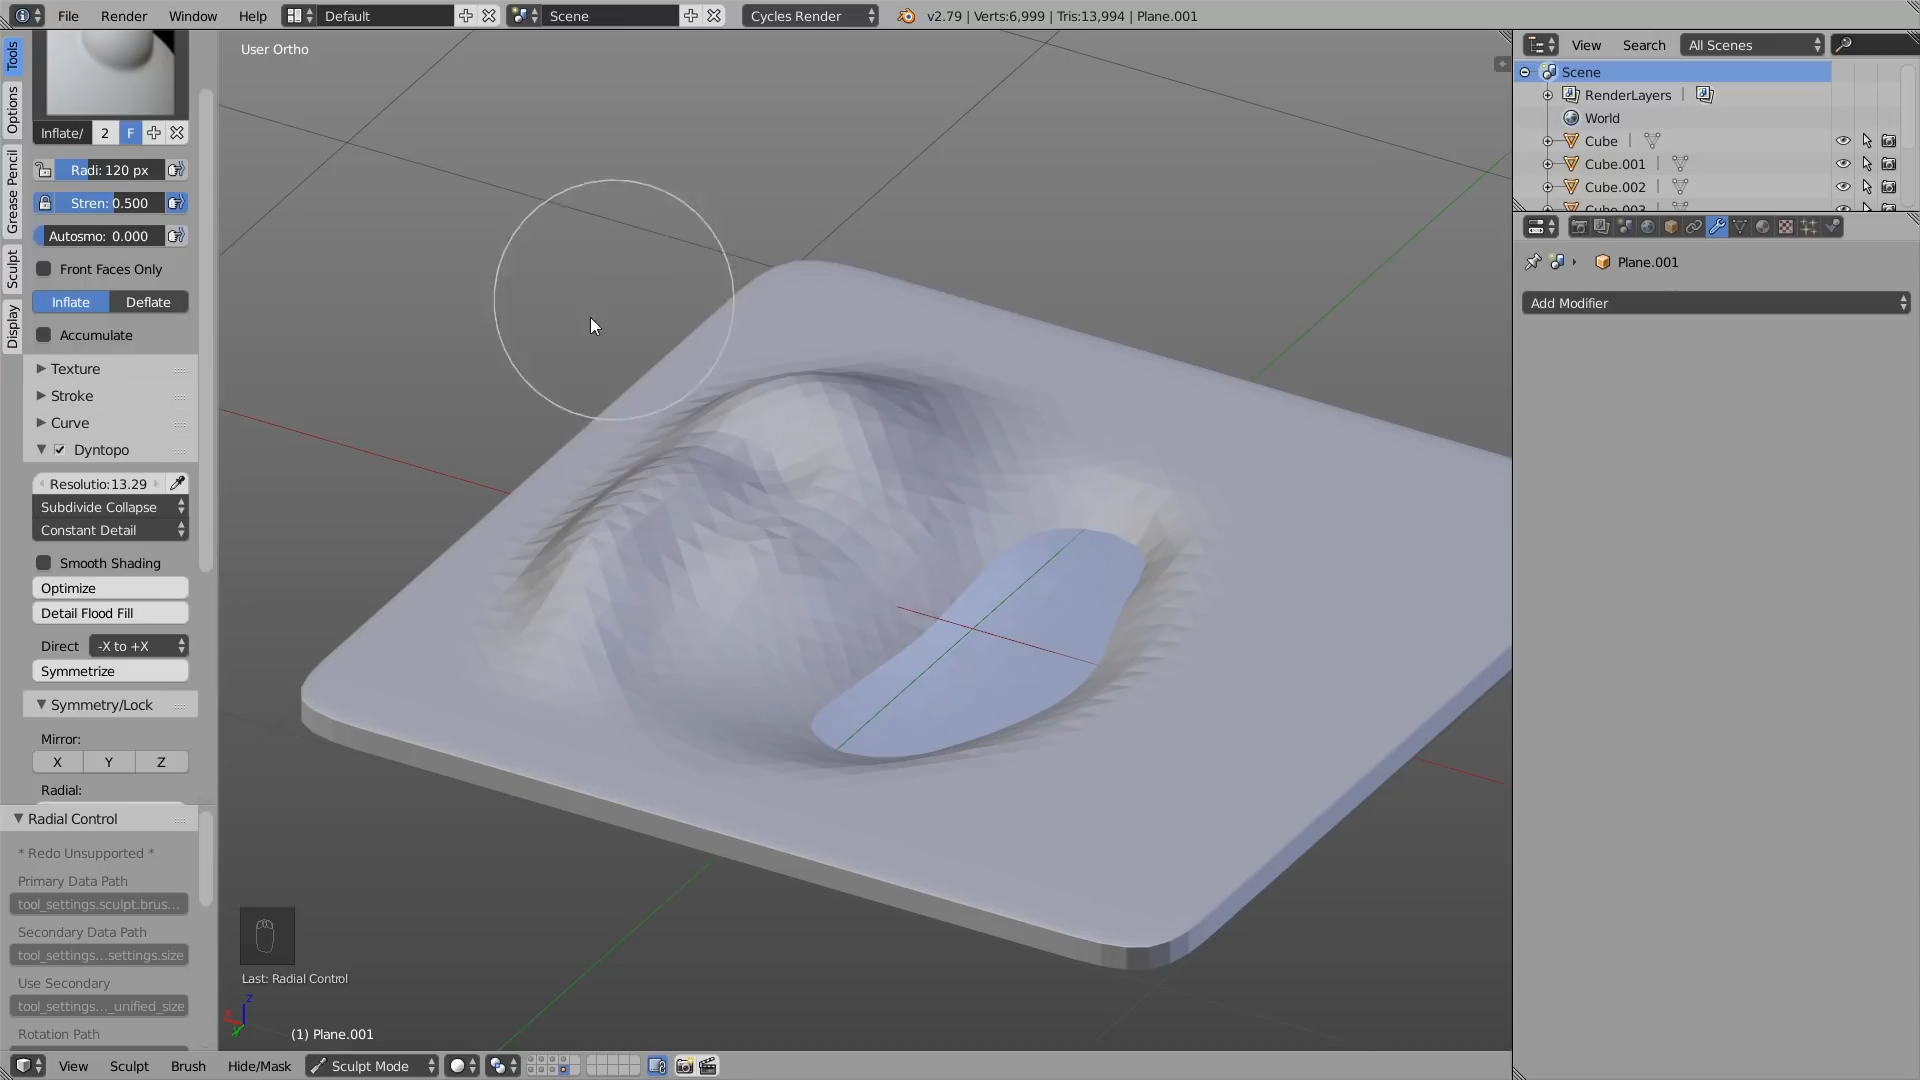 File Render Window Help Default Scene Cycles Render v2.79 | Verts:6,999 | Tris:13,994 | Plane.001
User Ortho
Tools
Options
Grease Pencil
Sculpt
Display
Inflate/ 2 F
Radi: 120 px
Stren: 0.500
Autosmo: 0.000
Front Faces Only
Inflate Deflate
Accumulate
Texture
Stroke
Curve
Dyntopo
Resolutio:13.29
Subdivide Collapse
Constant Detail
Smooth Shading
Optimize
Detail Flood Fill
Direct -X to +X
Symmetrize
Symmetry/Lock
Mirror:
X Y Z
Radial:
Radial Control
* Redo Unsupported *
Primary Data Path
tool_settings.sculpt.brus...
Secondary Data Path
tool_settings...settings.size
Use Secondary
tool_settings..._unified_size
Rotation Path
Last: Radial Control
(1) Plane.001
View Sculpt Brush Hide/Mask Sculpt Mode
View Search All Scenes
Scene
RenderLayers
World
Cube
Cube.001
Cube.002
Cube.003
Plane.001
Add Modifier